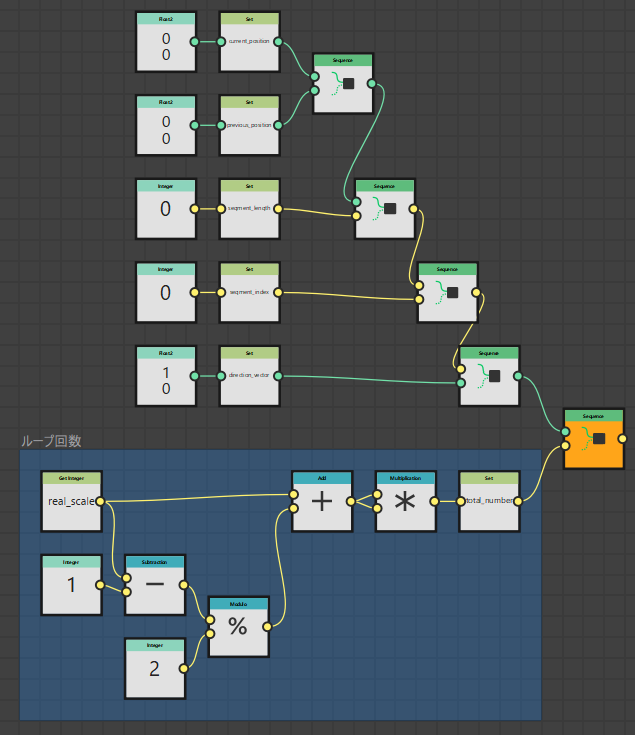 Float2
0
0
Set
current_position
Sequence
Float2
0
0
Set
previous_position
Integer
0
Set
segment_length
Sequence
Integer
0
Set
segment_index
Sequence
Float2
1
0
Set
direction_vector
Sequence
Sequence
ループ回数
Get Integer
real_scale
Add
+
Multiplication
*
Set
total_number
Integer
1
Subtraction
−
Modulo
%
Integer
2